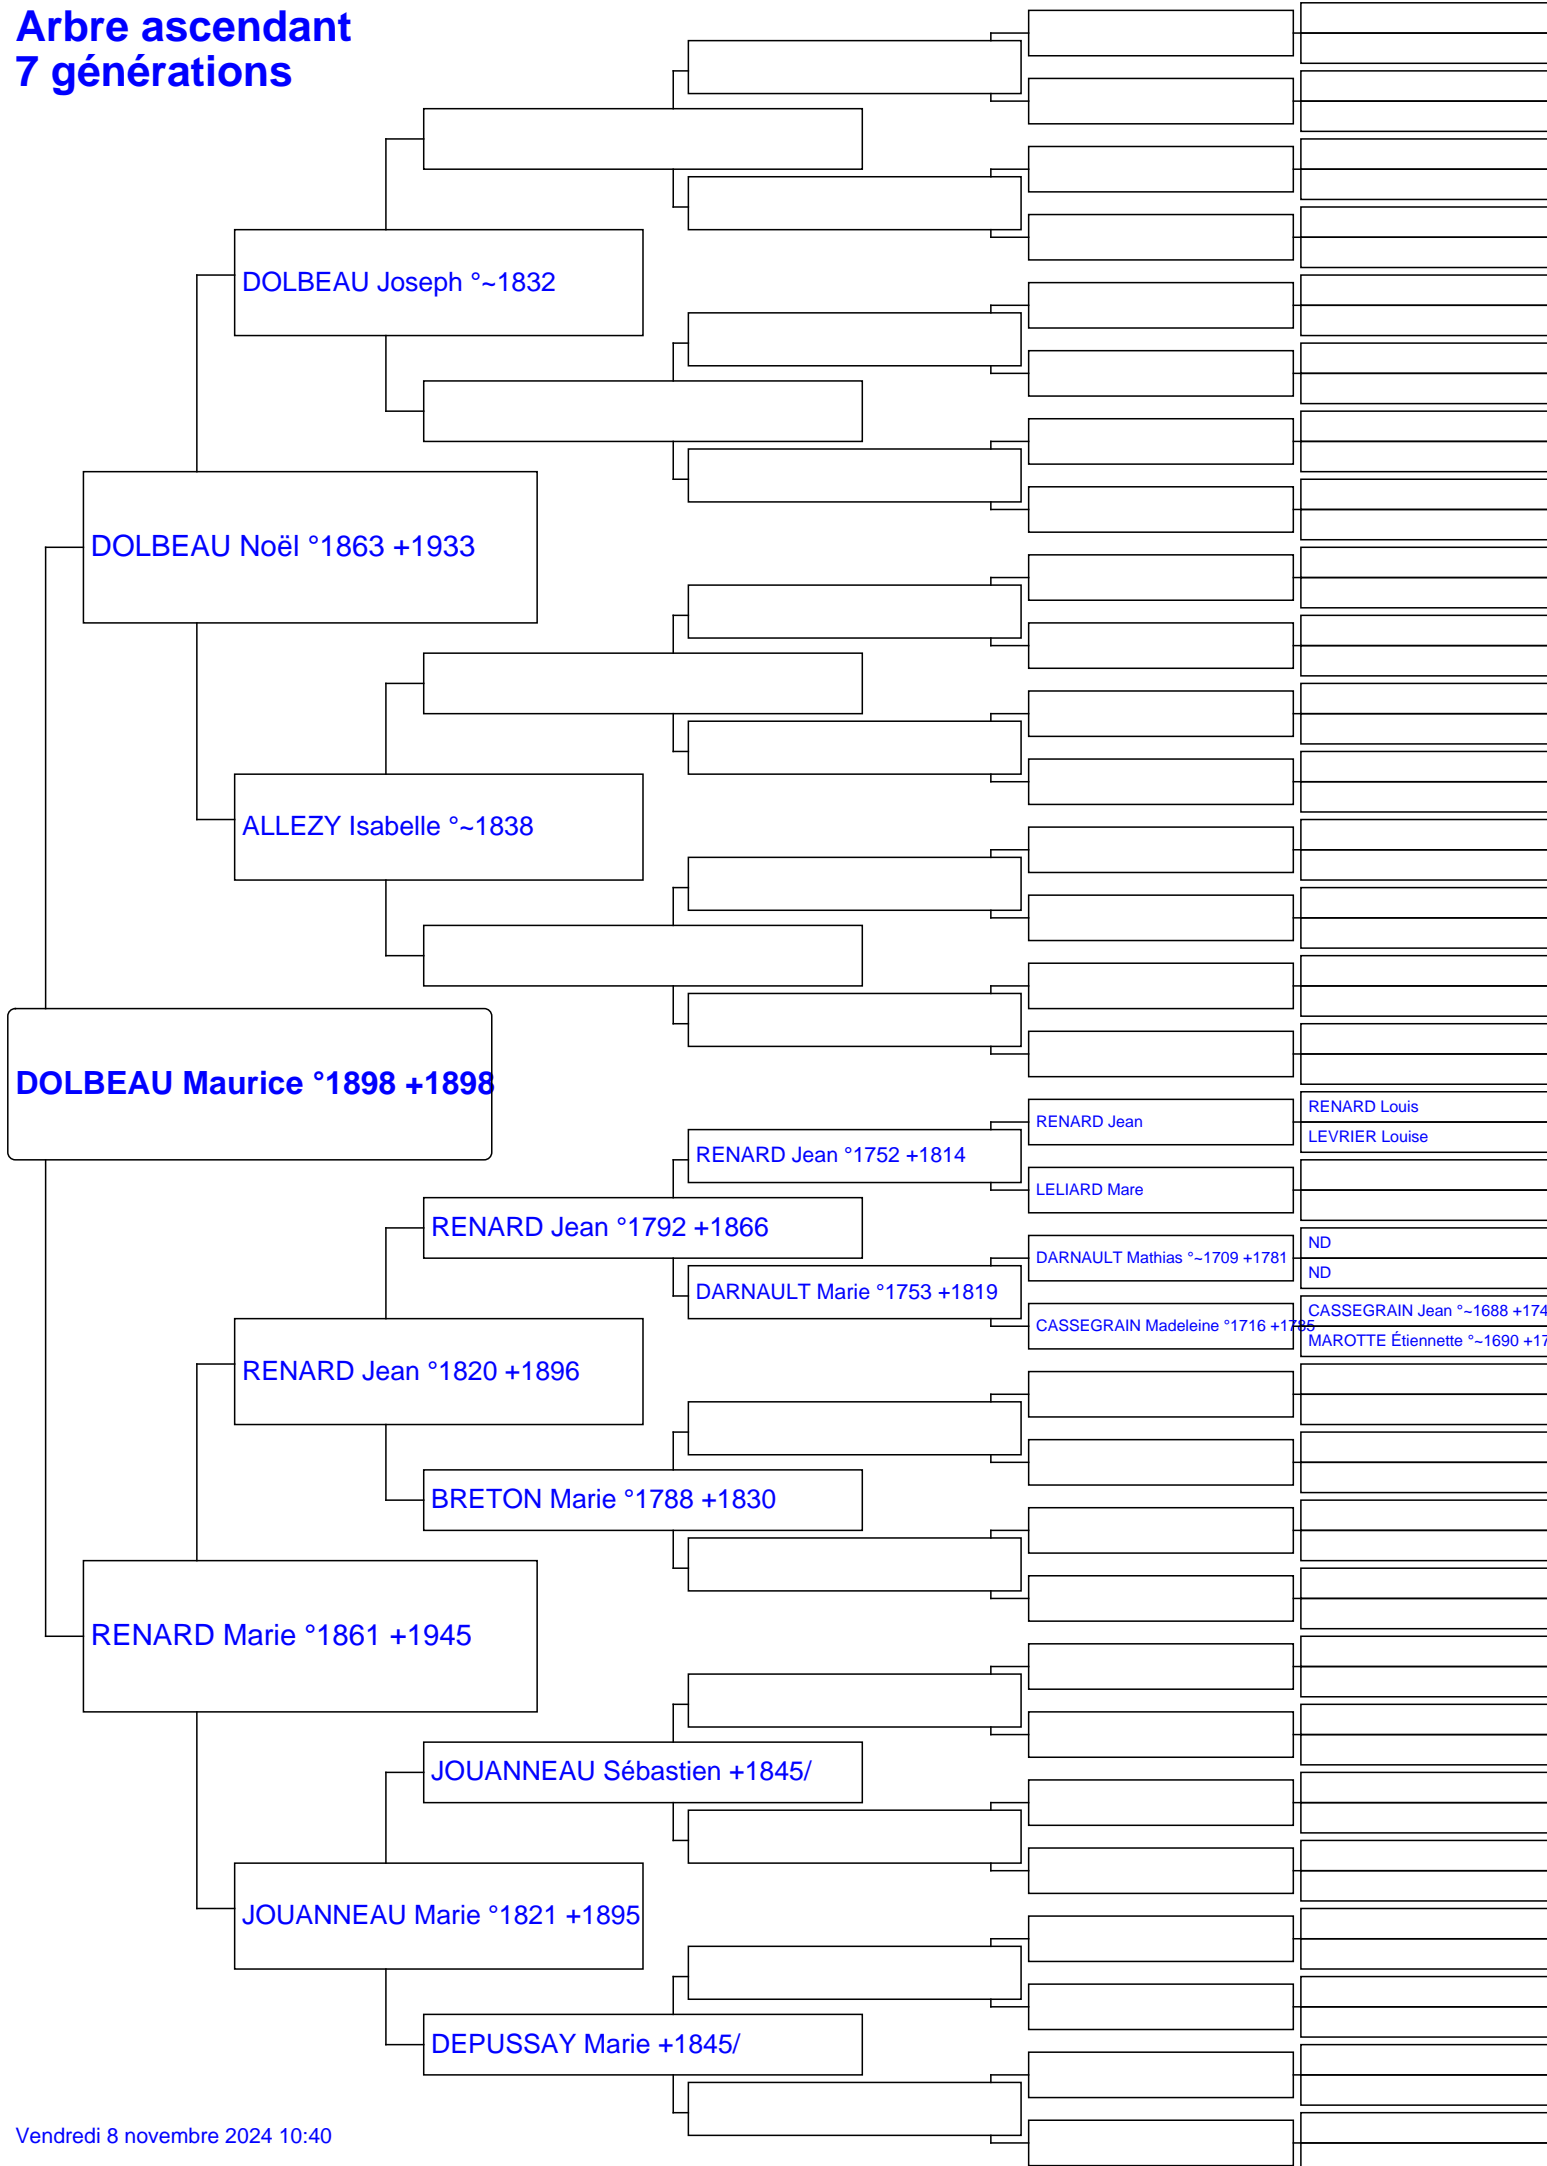 Arbre ascendant
7 générations
DOLBEAU Joseph °~1832
DOLBEAU Noël °1863 +1933
ALLEZY Isabelle °~1838
DOLBEAU Maurice °1898 +1898
RENARD Louis
RENARD Jean
LEVRIER Louise
RENARD Jean °1752 +1814
LELIARD Mare
RENARD Jean °1792 +1866
ND
DARNAULT Mathias °~1709 +1781
ND
DARNAULT Marie °1753 +1819
CASSEGRAIN Jean °~1688 +174
CASSEGRAIN Madeleine °1716 +1785
MAROTTE Étiennette °~1690 +17
RENARD Jean °1820 +1896
BRETON Marie °1788 +1830
RENARD Marie °1861 +1945
JOUANNEAU Sébastien +1845/
JOUANNEAU Marie °1821 +1895
DEPUSSAY Marie +1845/
Vendredi 8 novembre 2024 10:40